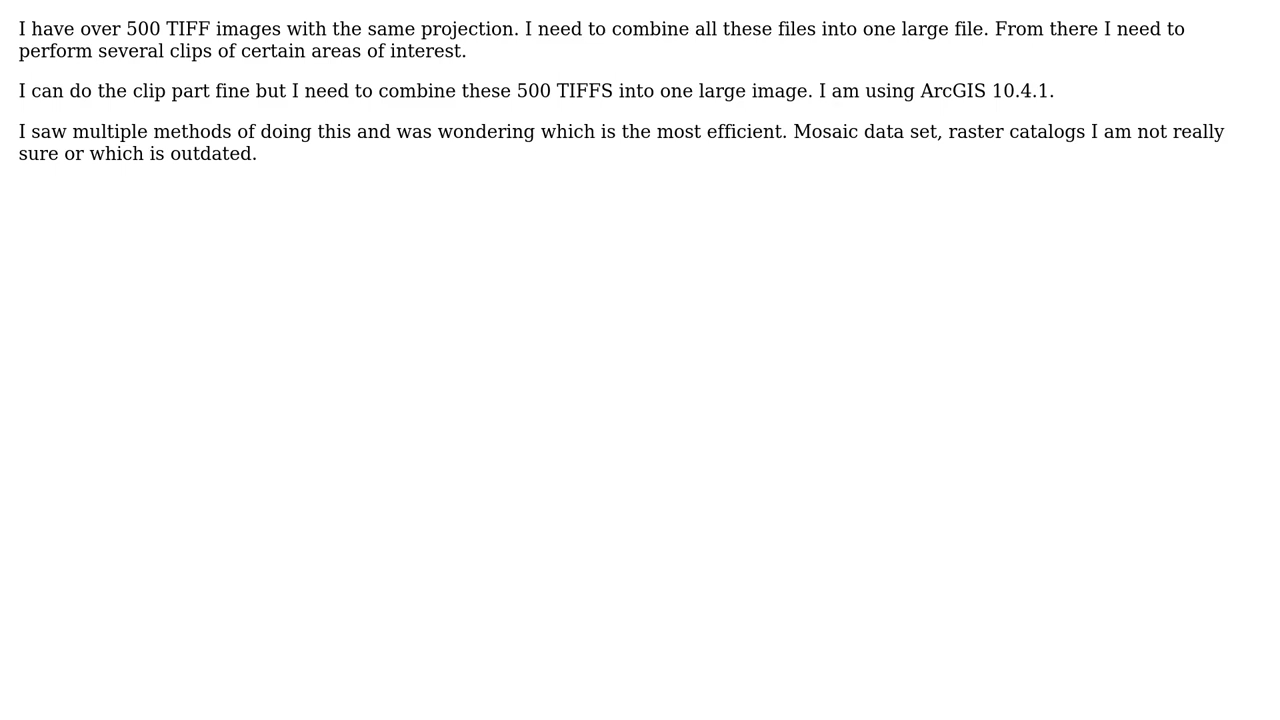 I have over 500 TIFF images with the same projection. I need to combine all these files into one large file. From there I need to
perform several clips of certain areas of interest.
I can do the clip part fine but I need to combine these 500 TIFFS into one large image. I am using ArcGIS 10.4.1.
I saw multiple methods of doing this and was wondering which is the most efficient. Mosaic data set, raster catalogs I am not really
sure or which is outdated.